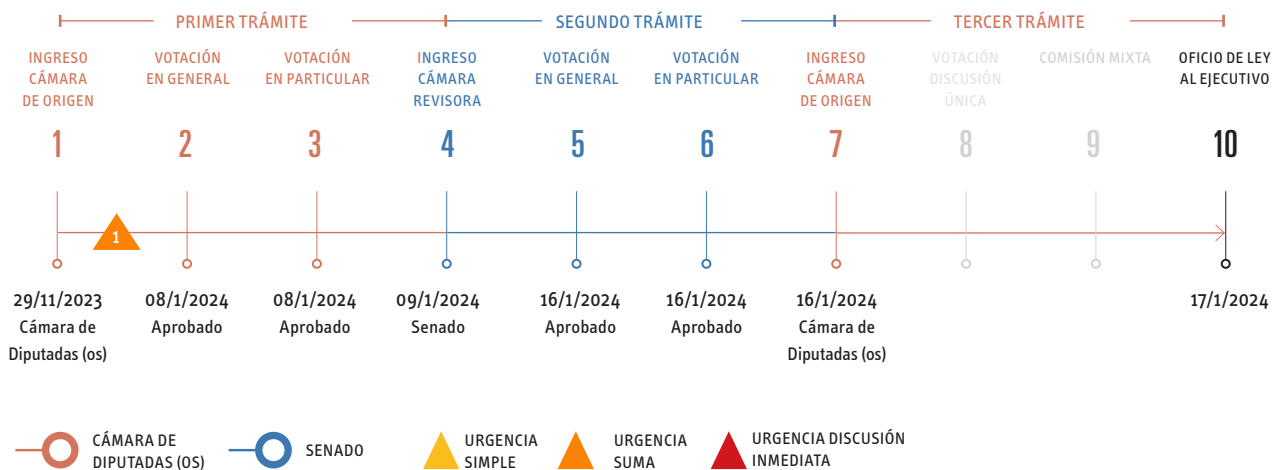 PRIMER TRÁMITE
SEGUNDO TRÁMITE
TERCER TRÁMITE
INGRESO
CÁMARA
DE ORIGEN
VOTACIÓN
EN GENERAL
VOTACIÓN
EN PARTICULAR
INGRESO
CÁMARA
REVISORA
VOTACIÓN
EN GENERAL
VOTACIÓN
EN PARTICULAR
INGRESO
CÁMARA
DE ORIGEN
VOTACIÓN
DISCUSIÓN
ÚNICA
COMISIÓN MIXTA
OFICIO DE LEY
AL EJECUTIVO
1
2
3
4
5
6
7
8
9
10
1
29/11/2023
Cámara de
Diputadas (os)
08/1/2024
Aprobado
08/1/2024
Aprobado
09/1/2024
Senado
16/1/2024
Aprobado
16/1/2024
Aprobado
16/1/2024
Cámara de
Diputadas (os)
17/1/2024
CÁMARA DE
DIPUTADAS (OS)
SENADO
URGENCIA
SIMPLE
URGENCIA
SUMA
URGENCIA DISCUSIÓN
INMEDIATA